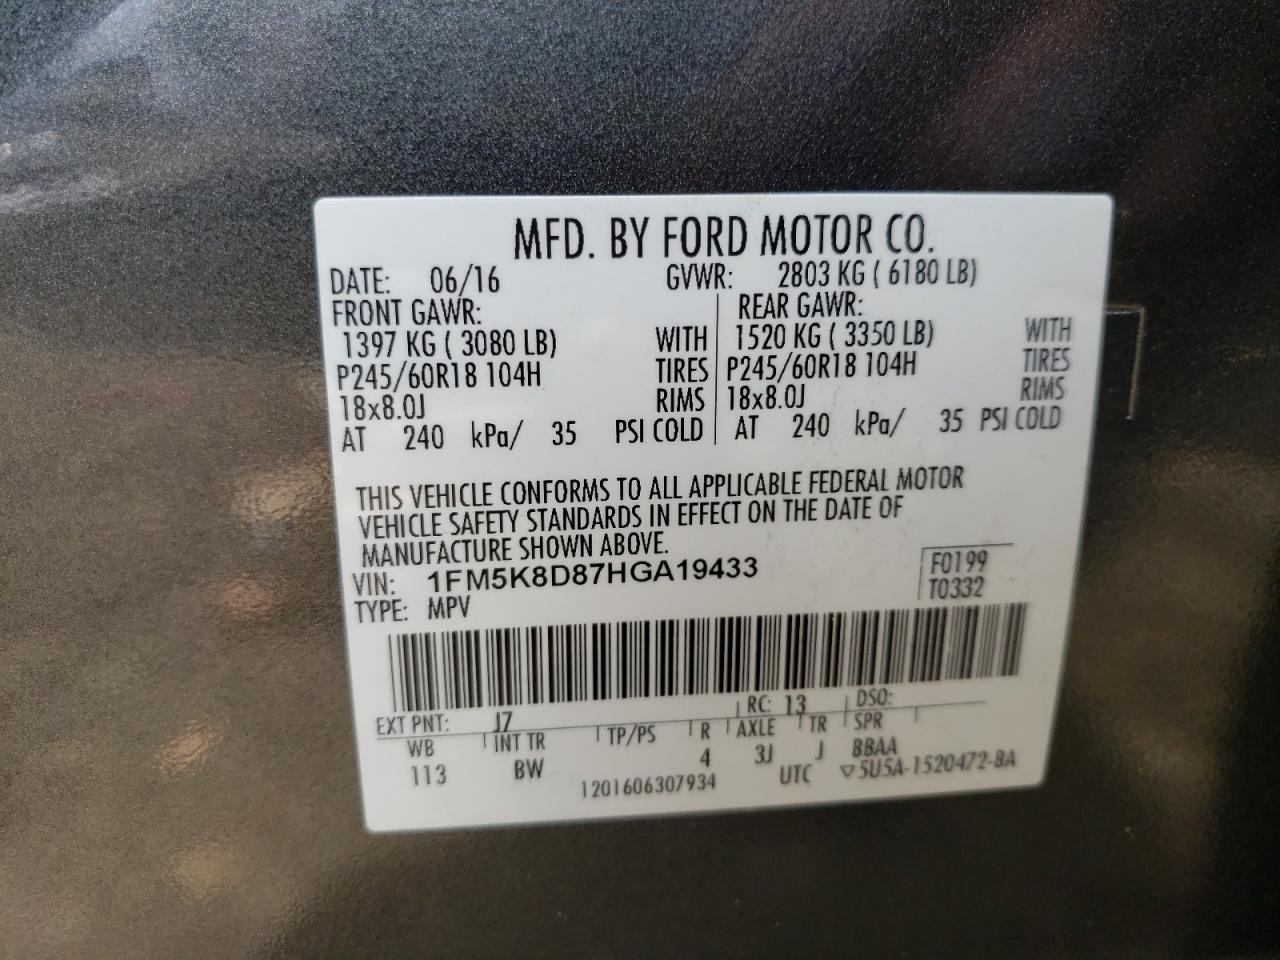 MFD. BY FORD MOTOR CO.
DATE: 06/16 GVWR: 2803 KG ( 6180 LB)
FRONT GAWR: REAR GAWR:
1397 KG ( 3080 LB) WITH 1520 KG ( 3350 LB) WITH
P245/60R18 104H TIRES P245/60R18 104H TIRES
18x8.0J RIMS 18x8.0J RIMS
AT 240 kPa/ 35 PSI COLD AT 240 kPa/ 35 PSI COLD
THIS VEHICLE CONFORMS TO ALL APPLICABLE FEDERAL MOTOR
VEHICLE SAFETY STANDARDS IN EFFECT ON THE DATE OF
MANUFACTURE SHOWN ABOVE.
VIN: 1FM5K8D87HGA19433 F0199
TYPE: MPV T0332
EXT PNT: J7 RC: 13 DSO:
WB INT TR TP/PS R AXLE TR SPR
113 BW 4 3J J BBAA
1201606307934 UTC ▽5U5A-1520472-BA